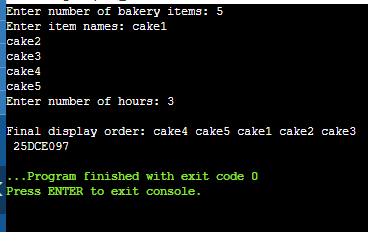 Enter number of bakery items: 5
Enter item names: cake1
cake2
cake3
cake4
cake5
Enter number of hours: 3
Final display order: cake4 cake5 cake1 cake2 cake3
25DCE097
...Program finished with exit code 0
Press ENTER to exit console.